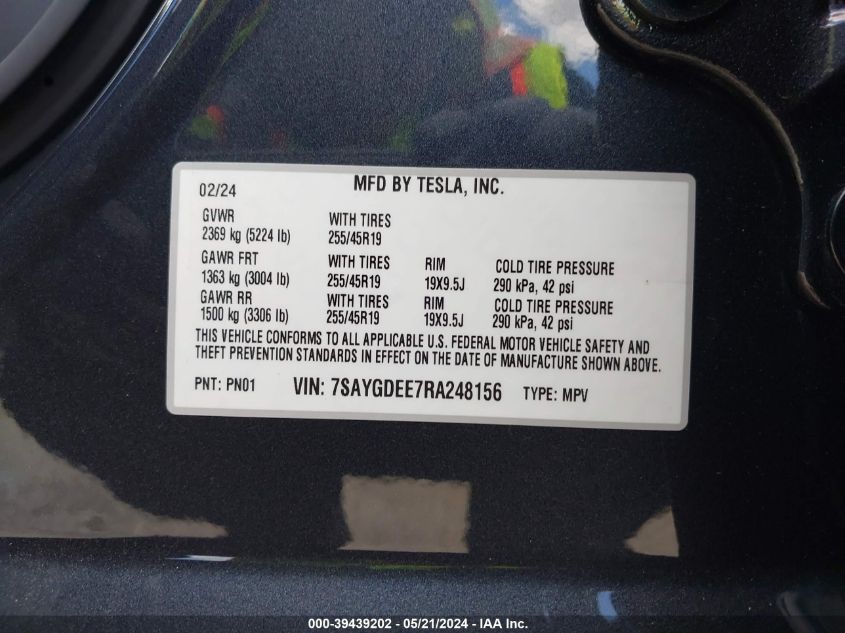 02/24 MFD BY TESLA, INC.
GVWR WITH TIRES
2369 kg (5224 lb) 255/45R19
GAWR FRT WITH TIRES RIM COLD TIRE PRESSURE
1363 kg (3004 lb) 255/45R19 19X9.5J 290 kPa, 42 psi
GAWR RR WITH TIRES RIM COLD TIRE PRESSURE
1500 kg (3306 lb) 255/45R19 19X9.5J 290 kPa, 42 psi
THIS VEHICLE CONFORMS TO ALL APPLICABLE U.S. FEDERAL MOTOR VEHICLE SAFETY AND
THEFT PREVENTION STANDARDS IN EFFECT ON THE DATE OF MANUFACTURE SHOWN ABOVE.
PNT: PN01 VIN: 7SAYGDEE7RA248156 TYPE: MPV
000-39439202 - 05/21/2024 - IAA Inc.